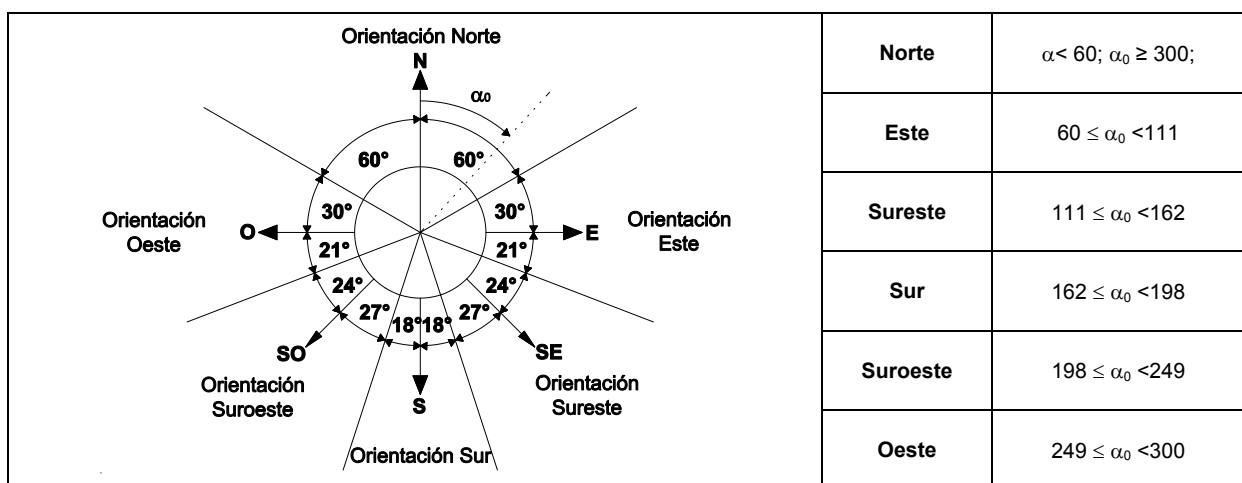 Orientación Norte
N
α₀
60° 60°
30° 30°
Orientación
Oeste
O
E
Orientación
Este
21° 21°
24° 24°
27° 18° 18° 27°
SO
SE
S
Orientación
Suroeste
Orientación
Sureste
Orientación Sur
Norte α< 60; α₀ ≥ 300;
Este 60 ≤ α₀ <111
Sureste 111 ≤ α₀ <162
Sur 162 ≤ α₀ <198
Suroeste 198 ≤ α₀ <249
Oeste 249 ≤ α₀ <300